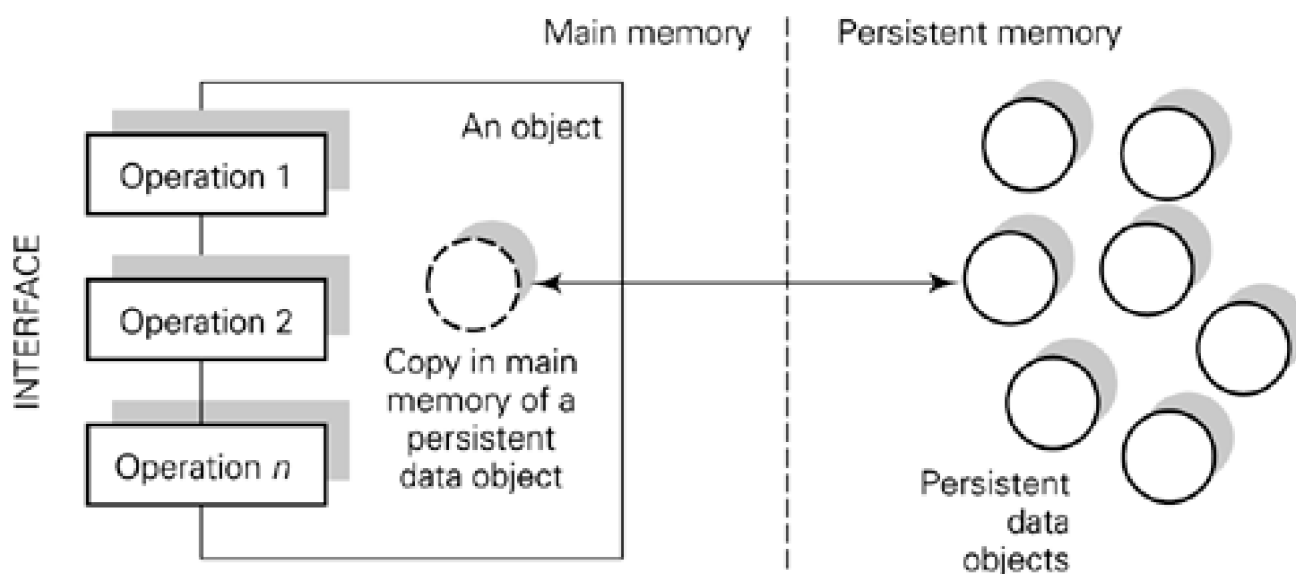 Main memory
Persistent memory
An object
Operation 1
Operation 2
Operation n
INTERFACE
Copy in main
memory of a
persistent
data object
Persistent
data
objects